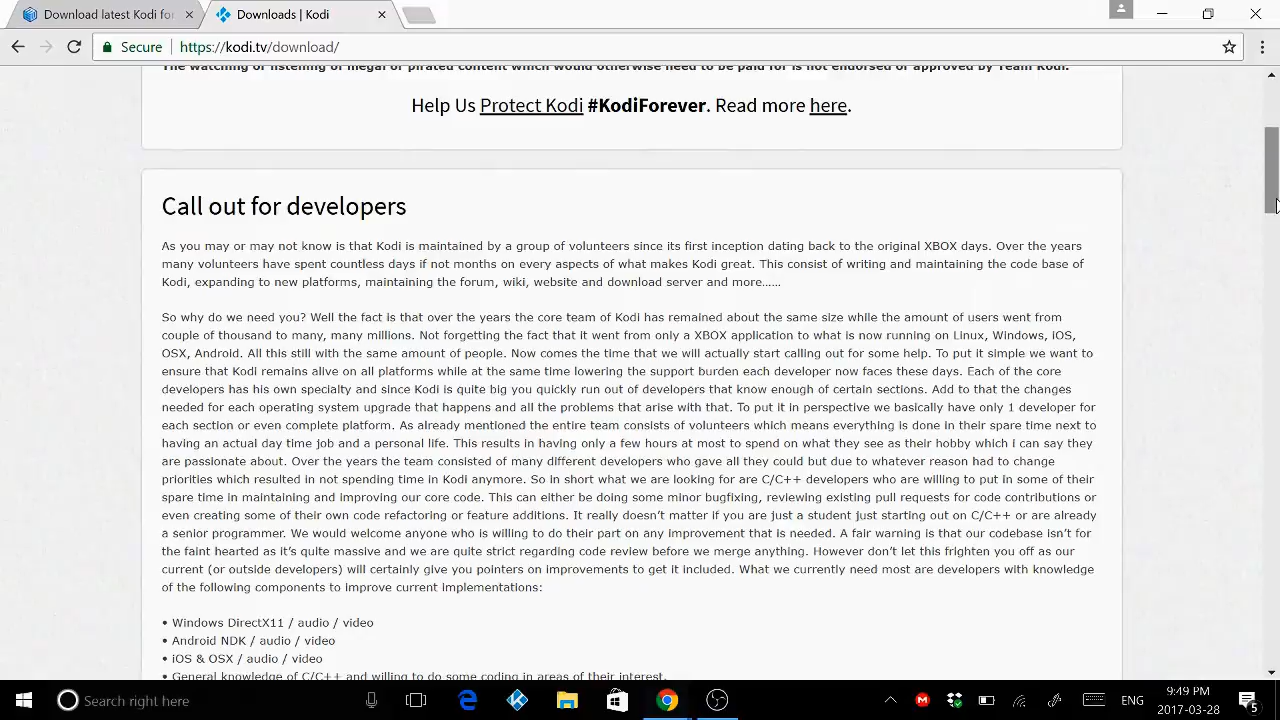 Download latest Kodi for
Downloads | Kodi
Secure
https://kodi.tv/download/
The watching or listening of illegal or pirated content which would otherwise need to be paid for is not endorsed or approved by Team Kodi.
Help Us Protect Kodi #KodiForever. Read more here.
Call out for developers
As you may or may not know is that Kodi is maintained by a group of volunteers since its first inception dating back to the original XBOX days. Over the years
many volunteers have spent countless days if not months on every aspects of what makes Kodi great. This consist of writing and maintaining the code base of
Kodi, expanding to new platforms, maintaining the forum, wiki, website and download server and more......
So why do we need you? Well the fact is that over the years the core team of Kodi has remained about the same size while the amount of users went from
couple of thousand to many, many millions. Not forgetting the fact that it went from only a XBOX application to what is now running on Linux, Windows, iOS,
OSX, Android. All this still with the same amount of people. Now comes the time that we will actually start calling out for some help. To put it simple we want to
ensure that Kodi remains alive on all platforms while at the same time lowering the support burden each developer now faces these days. Each of the core
developers has his own specialty and since Kodi is quite big you quickly run out of developers that know enough of certain sections. Add to that the changes
needed for each operating system upgrade that happens and all the problems that arise with that. To put it in perspective we basically have only 1 developer for
each section or even complete platform. As already mentioned the entire team consists of volunteers which means everything is done in their spare time next to
having an actual day time job and a personal life. This results in having only a few hours at most to spend on what they see as their hobby which i can say they
are passionate about. Over the years the team consisted of many different developers who gave all they could but due to whatever reason had to change
priorities which resulted in not spending time in Kodi anymore. So in short what we are looking for are C/C++ developers who are willing to put in some of their
spare time in maintaining and improving our core code. This can either be doing some minor bugfixing, reviewing existing pull requests for code contributions or
even creating some of their own code refactoring or feature additions. It really doesn't matter if you are just a student just starting out on C/C++ or are already
a senior programmer. We would welcome anyone who is willing to do their part on any improvement that is needed. A fair warning is that our codebase isn't for
the faint hearted as it's quite massive and we are quite strict regarding code review before we merge anything. However don't let this frighten you off as our
current (or outside developers) will certainly give you pointers on improvements to get it included. What we currently need most are developers with knowledge
of the following components to improve current implementations:
• Windows DirectX11 / audio / video
• Android NDK / audio / video
• iOS & OSX / audio / video
• General knowledge of C/C++ and willing to do some coding in areas of their interest.
Search right here
ENG
9:49 PM
2017-03-28
5